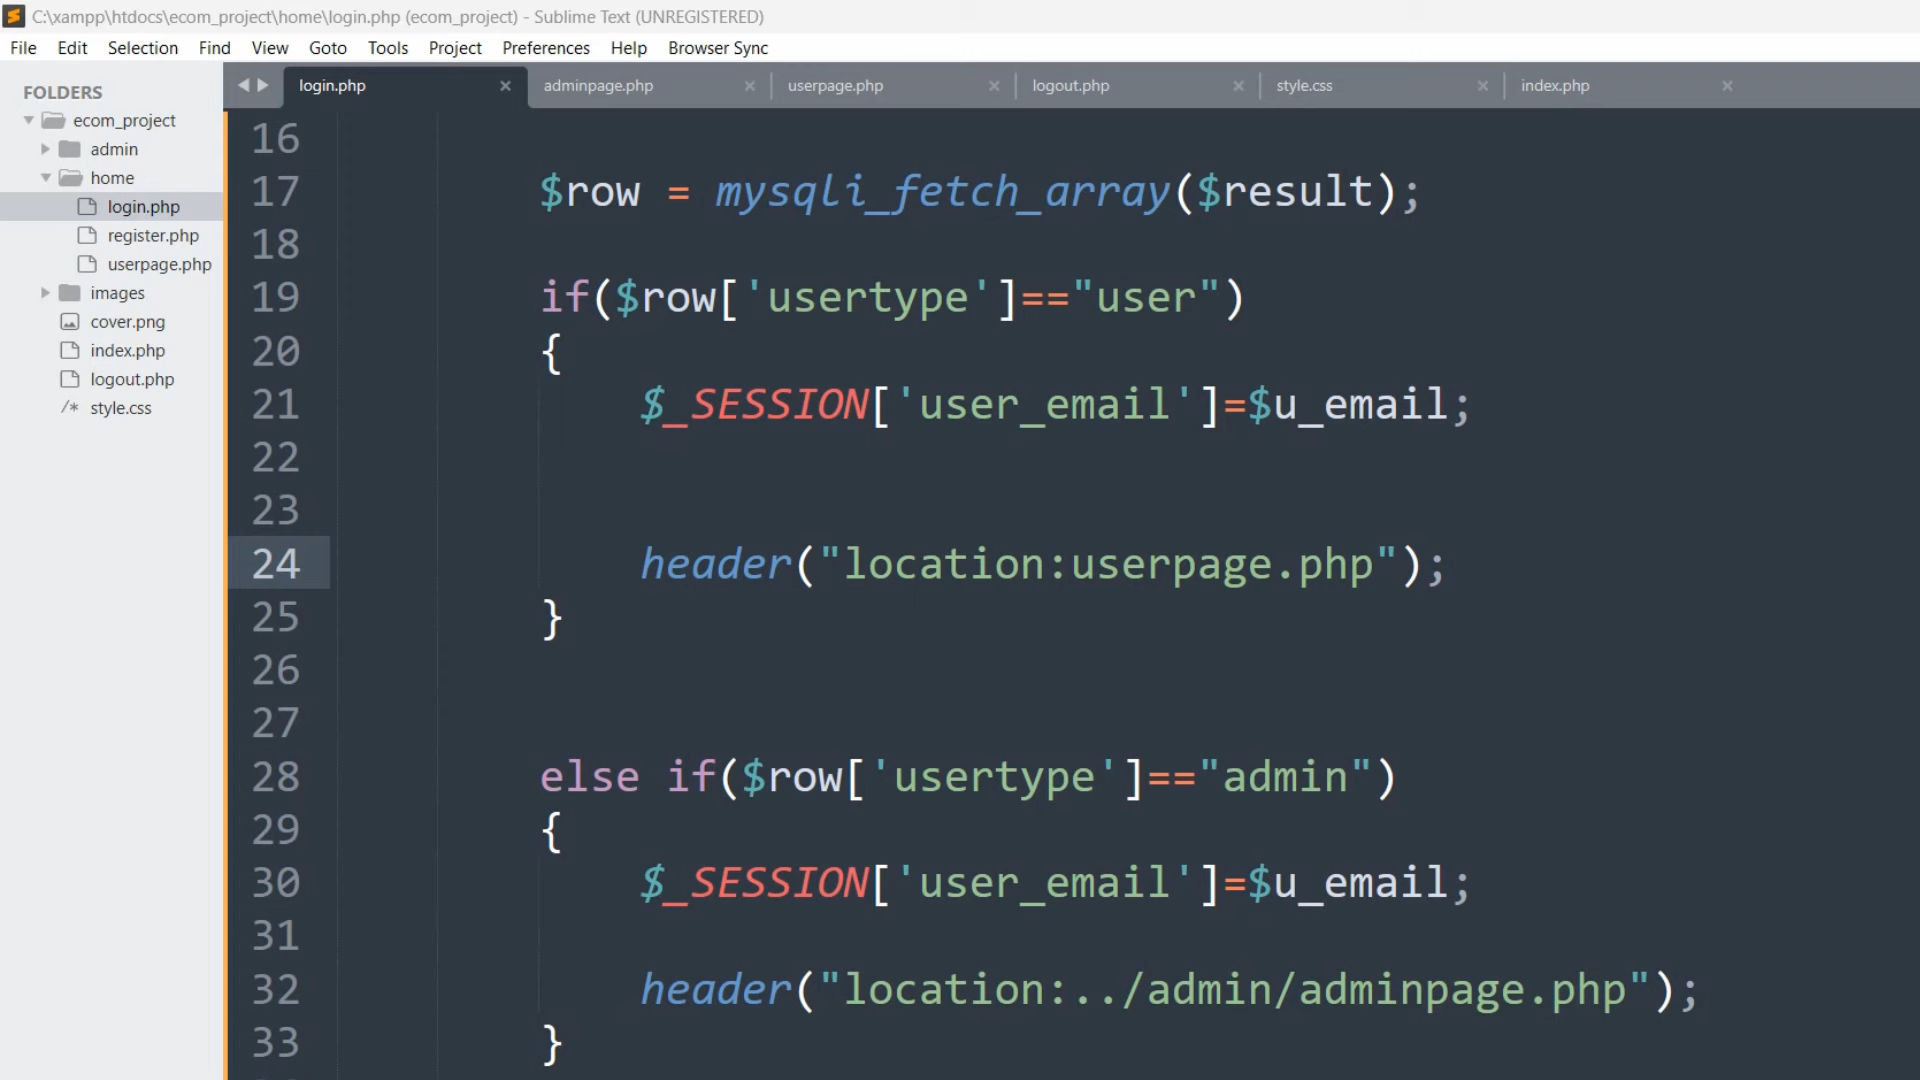 C:\xampp\htdocs\ecom_project\home\login.php (ecom_project) - Sublime Text (UNREGISTERED)
File Edit Selection Find View Goto Tools Project Preferences Help Browser Sync
FOLDERS
ecom_project
admin
home
login.php
register.php
userpage.php
images
cover.png
index.php
logout.php
/* style.css
login.php adminpage.php userpage.php logout.php style.css index.php
16
17 $row = mysqli_fetch_array($result);
18
19 if($row['usertype']=="user")
20 {
21 $_SESSION['user_email']=$u_email;
22
23
24 header("location:userpage.php");
25 }
26
27
28 else if($row['usertype']=="admin")
29 {
30 $_SESSION['user_email']=$u_email;
31
32 header("location:../admin/adminpage.php");
33 }